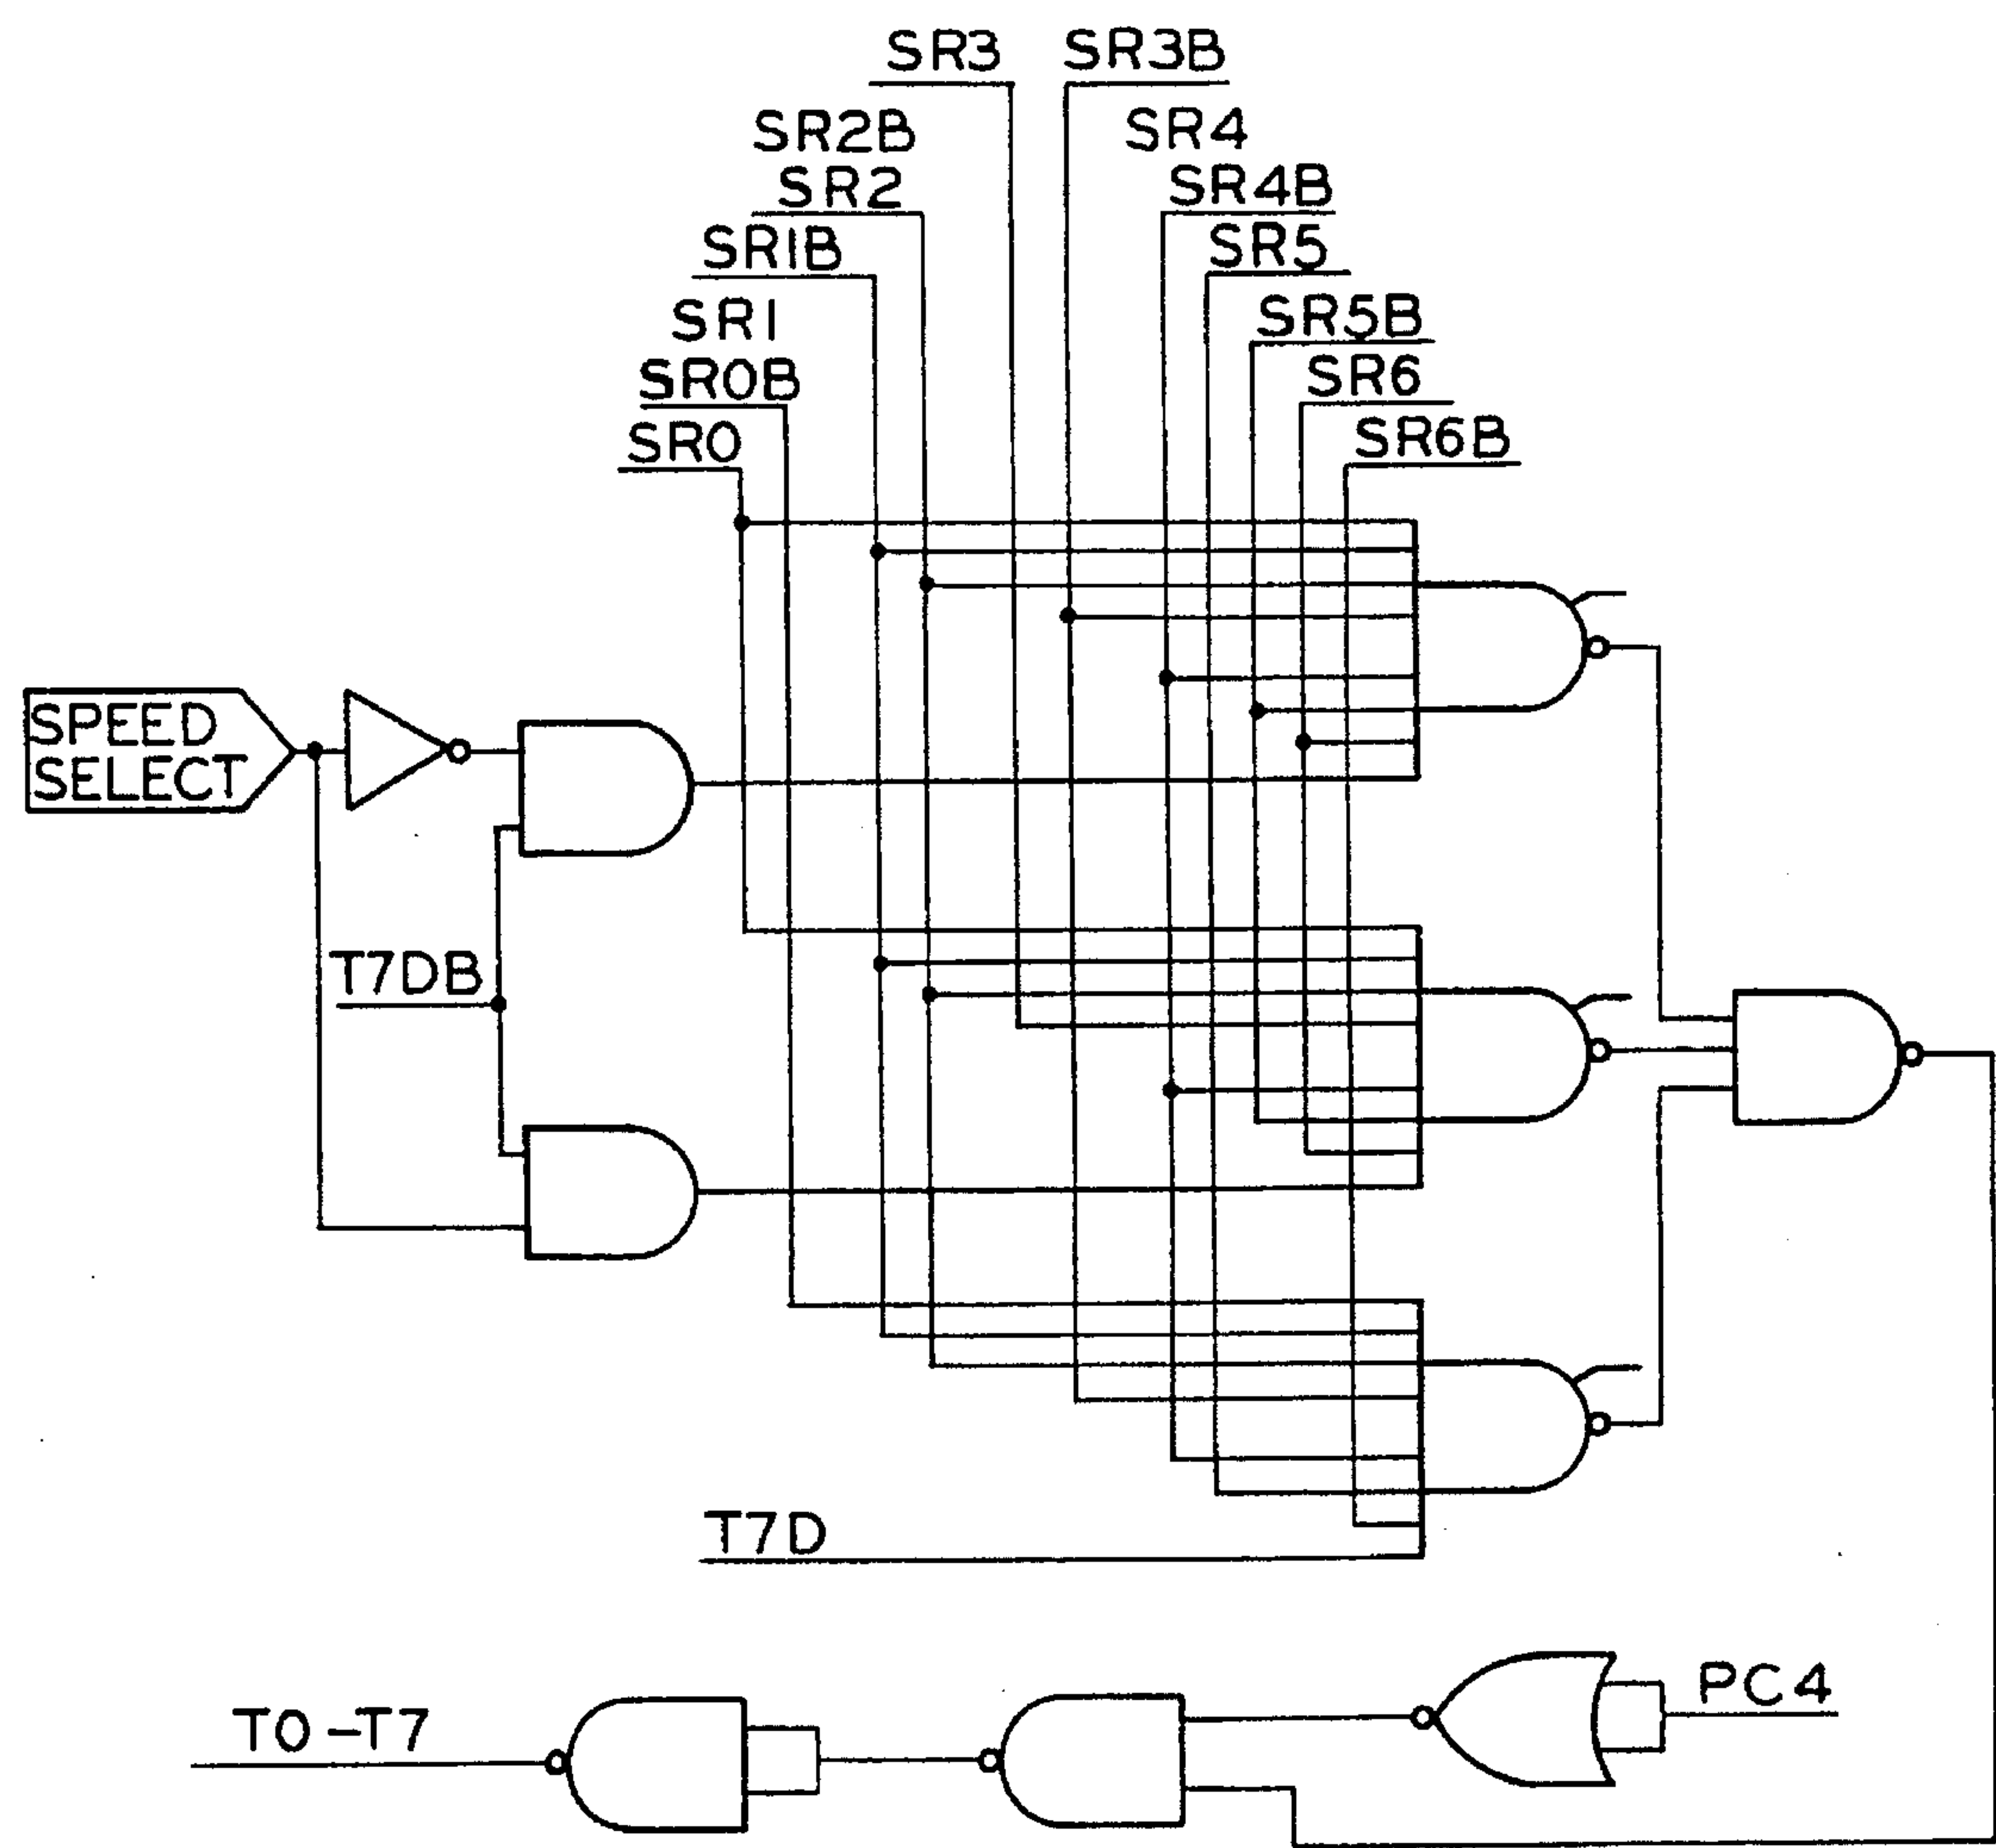 SR3
SR3B
SR2B
SR4
SR2
SR4B
SR1B
SR5
SR1
SR5B
SR0B
SR6
SR0
SR6B
SPEED
SELECT
T7DB
T7D
T0-T7
PC4